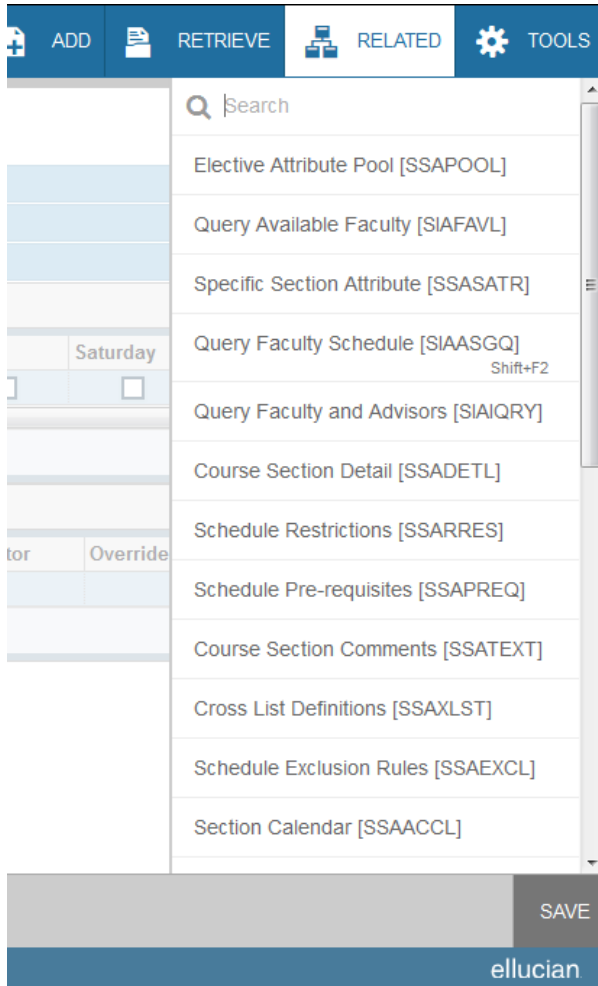 ADD RETRIEVE RELATED TOOLS
Search
Elective Attribute Pool [SSAPOOL]
Query Available Faculty [SIAFAVL]
Specific Section Attribute [SSASATR]
Query Faculty Schedule [SIAASGQ]
Shift+F2
Saturday
Query Faculty and Advisors [SIAIQRY]
Course Section Detail [SSADETL]
Schedule Restrictions [SSARRES]
tor Override
Schedule Pre-requisites [SSAPREQ]
Course Section Comments [SSATEXT]
Cross List Definitions [SSAXLST]
Schedule Exclusion Rules [SSAEXCL]
Section Calendar [SSAACCL]
SAVE
ellucian